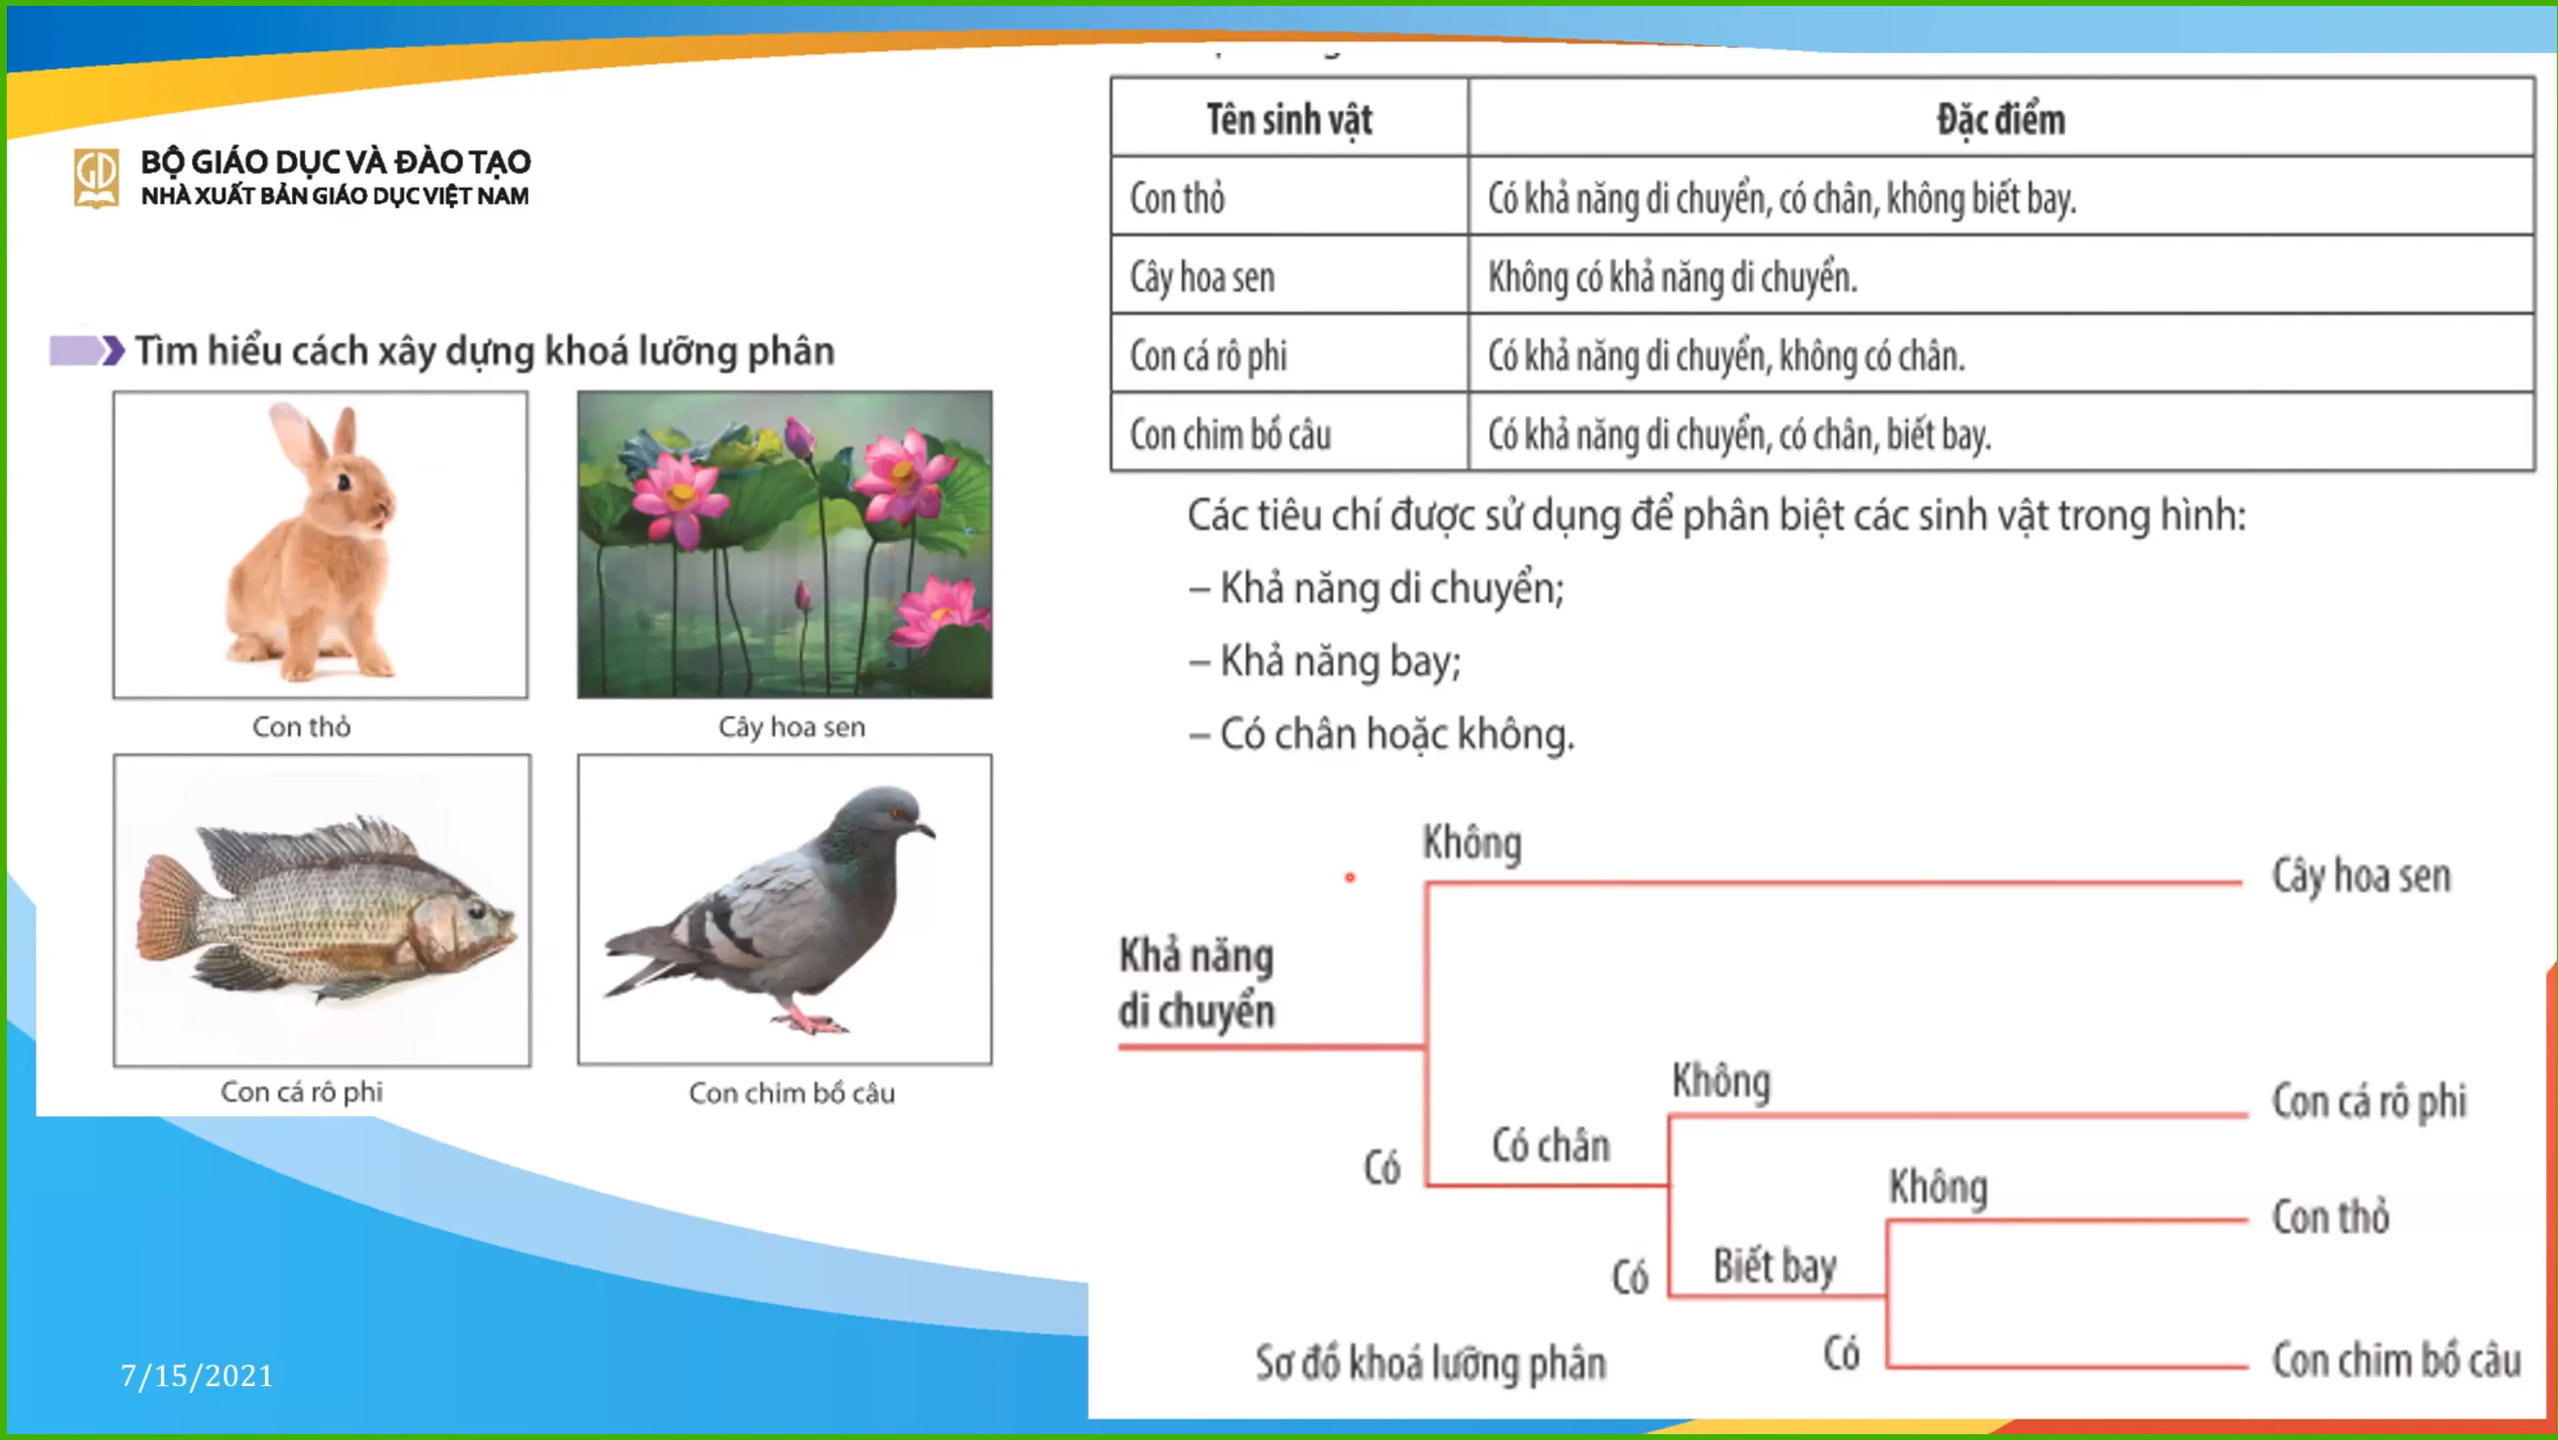 BỘ GIÁO DỤC VÀ ĐÀO TẠO
NHÀ XUẤT BẢN GIÁO DỤC VIỆT NAM
Tìm hiểu cách xây dựng khoá lưỡng phân
Con thỏ
Cây hoa sen
Con cá rô phi
Con chim bồ câu
7/15/2021
Tên sinh vật
Đặc điểm
Con thỏ
Có khả năng di chuyển, có chân, không biết bay.
Cây hoa sen
Không có khả năng di chuyển.
Con cá rô phi
Có khả năng di chuyển, không có chân.
Con chim bồ câu
Có khả năng di chuyển, có chân, biết bay.
Các tiêu chí được sử dụng để phân biệt các sinh vật trong hình:
– Khả năng di chuyển;
– Khả năng bay;
– Có chân hoặc không.
Không
Cây hoa sen
Khả năng
di chuyển
Không
Con cá rô phi
Có chân
Có
Không
Con thỏ
Biết bay
Có
Có
Con chim bồ câu
Sơ đồ khoá lưỡng phân